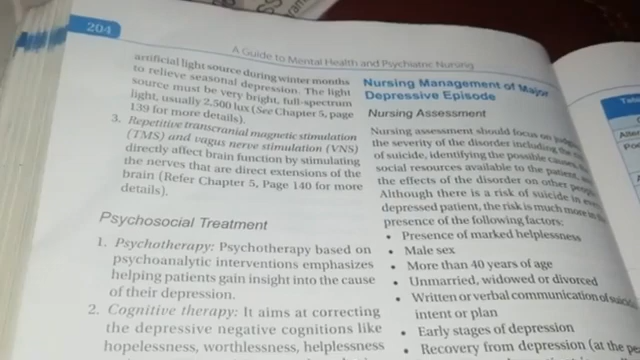 204
A Guide to Mental Health and Psychiatric Nursing
artificial light source during winter months
to relieve seasonal depression. The light
source must be very bright, full-spectrum
light, usually 2,500 lux (See Chapter 5, page
139 for more details).
3. Repetitive transcranial magnetic stimulation
(TMS) and vagus nerve stimulation (VNS)
directly affect brain function by stimulating
the nerves that are direct extensions of the
brain (Refer Chapter 5, Page 140 for more
details).
Psychosocial Treatment
1. Psychotherapy: Psychotherapy based on
psychoanalytic interventions emphasizes
helping patients gain insight into the cause
of their depression.
2. Cognitive therapy: It aims at correcting
the depressive negative cognitions like
hopelessness, worthlessness, helplessness
Nursing Management of Major
Depressive Episode
Nursing Assessment
Nursing assessment should focus on
the severity of the disorder including the
of suicide, identifying the possible causes,
social resources available to the patient,
the effects of the disorder on other
Although there is a risk of suicide in
depressed patient, the risk is much more in
presence of the following factors:
• Presence of marked helplessness
• Male sex
• More than 40 years of age
• Unmarried, widowed or divorced
• Written or verbal communication of
intent or plan
• Early stages of depression
• Recovery from depression (at the